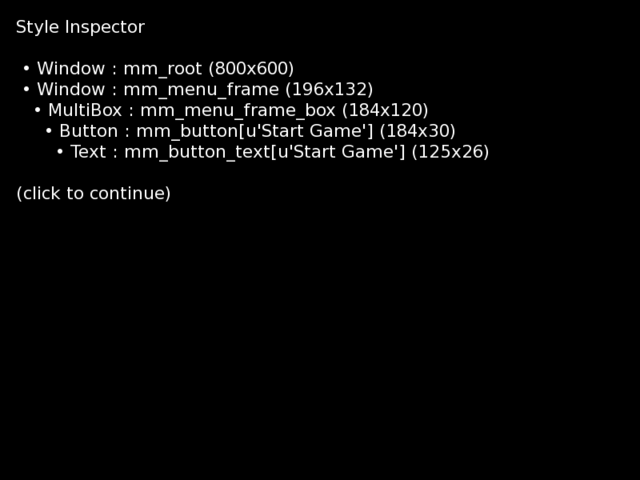 Style Inspector
• Window : mm_root (800x600)
• Window : mm_menu_frame (196x132)
• MultiBox : mm_menu_frame_box (184x120)
• Button : mm_button[u'Start Game'] (184x30)
• Text : mm_button_text[u'Start Game'] (125x26)
(click to continue)